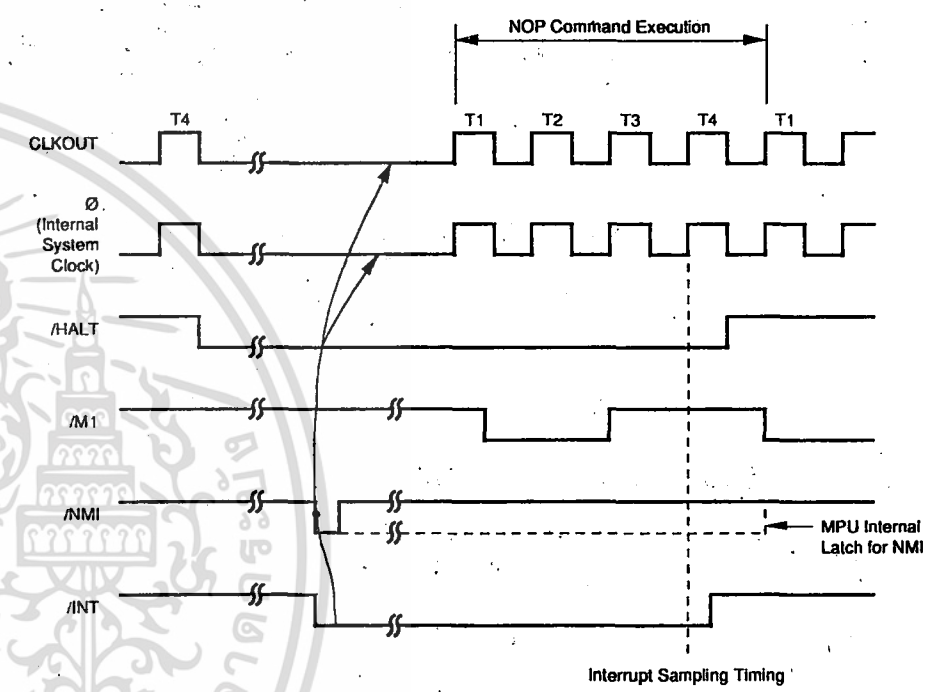 NOP Command Execution
T4 T1 T2 T3 T4 T1
CLKOUT
Ø
(Internal
System
Clock)
/HALT
/M1
/NMI
MPU Internal
Latch for NMI
/INT
Interrupt Sampling Timing